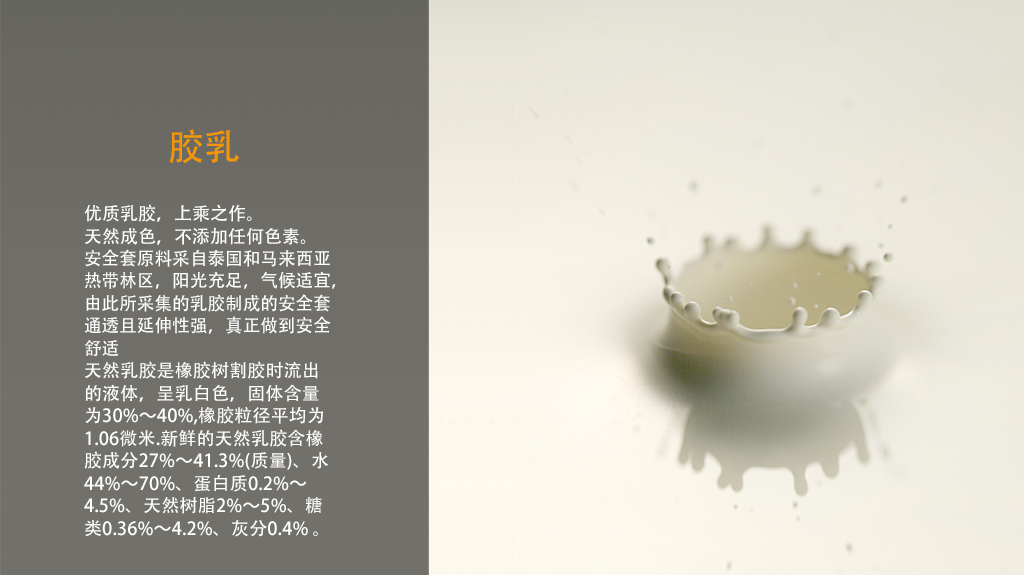 胶乳
优质乳胶，上乘之作。
天然成色，不添加任何色素。
安全套原料采自泰国和马来西亚
热带林区，阳光充足，气候适宜，
由此所采集的乳胶制成的安全套
通透且延伸性强，真正做到安全
舒适
天然乳胶是橡胶树割胶时流出
的液体，呈乳白色，固体含量
为30%～40%,橡胶粒径平均为
1.06微米.新鲜的天然乳胶含橡
胶成分27%～41.3%(质量)、水
44%～70%、蛋白质0.2%～
4.5%、天然树脂2%～5%、糖
类0.36%～4.2%、灰分0.4% 。